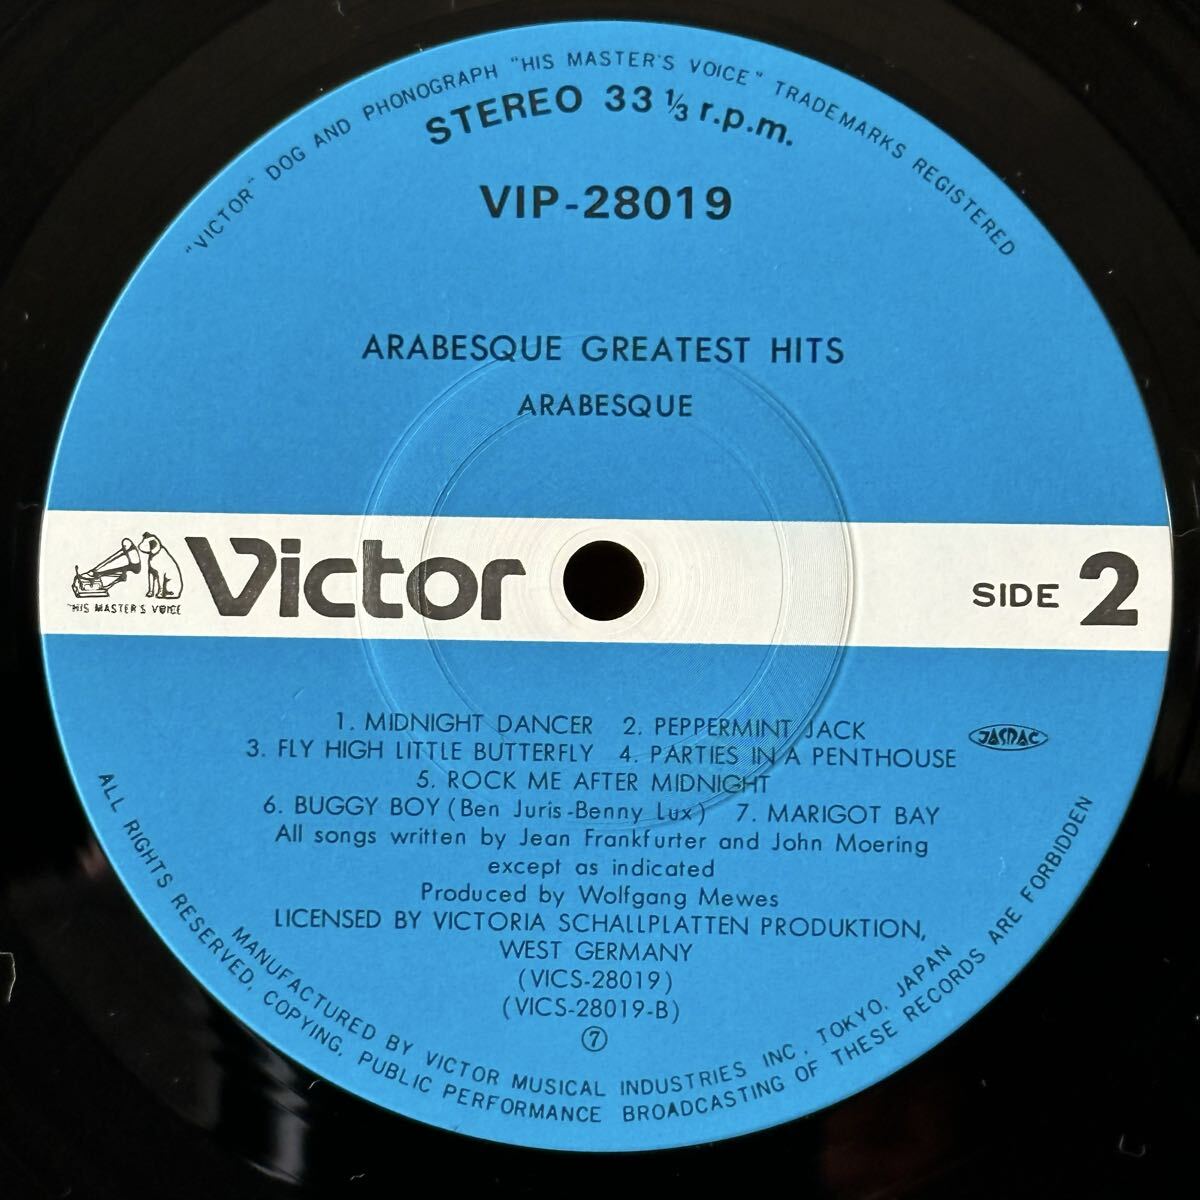 "VICTOR" DOG AND PHONOGRAPH "HIS MASTER'S VOICE" TRADEMARKS REGISTERED
STEREO 33 ⅓ r.p.m.
VIP-28019
ARABESQUE GREATEST HITS
ARABESQUE
"HIS MASTER'S VOICE"
Victor
SIDE 2
1. MIDNIGHT DANCER 2. PEPPERMINT JACK
3. FLY HIGH LITTLE BUTTERFLY 4. PARTIES IN A PENTHOUSE
JASRAC
5. ROCK ME AFTER MIDNIGHT
6. BUGGY BOY (Ben Juris-Benny Lux) 7. MARIGOT BAY
All songs written by Jean Frankfurter and John Moering
except as indicated
Produced by Wolfgang Mewes
LICENSED BY VICTORIA SCHALLPLATTEN PRODUKTION,
WEST GERMANY
(VICS-28019)
(VICS-28019-B)
⑦
MANUFACTURED BY VICTOR MUSICAL INDUSTRIES INC, TOKYO, JAPAN
ALL RIGHTS RESERVED, COPYING, PUBLIC PERFORMANCE BROADCASTING OF THESE RECORDS ARE FORBIDDEN